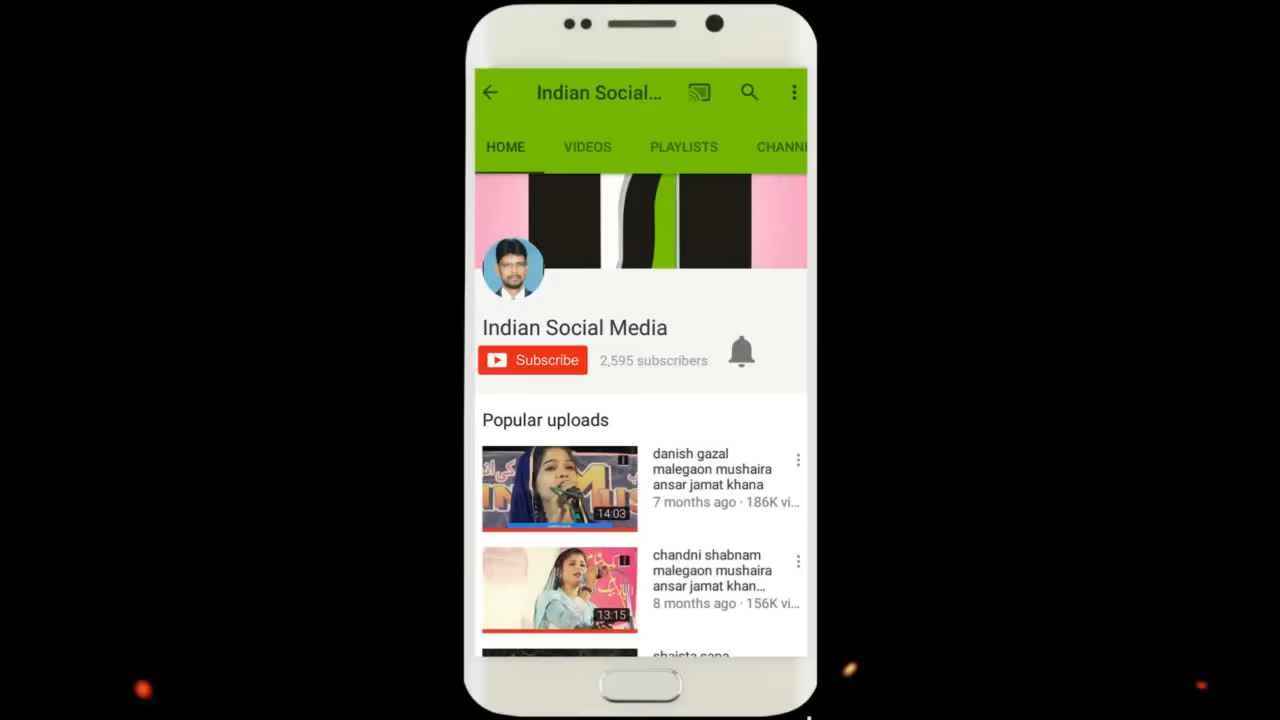 Indian Social...
HOME VIDEOS PLAYLISTS CHANN
Indian Social Media
Subscribe 2,595 subscribers
Popular uploads
14:03
danish gazal
malegaon mushaira
ansar jamat khana
7 months ago · 186K vi...
13:15
chandni shabnam
malegaon mushaira
ansar jamat khan...
8 months ago · 156K vi...
shaista sana